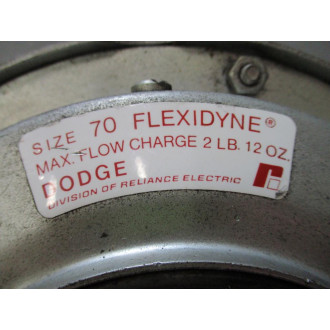 SIZE 70 FLEXIDYNE®
MAX. FLOW CHARGE 2 LB. 12 OZ.
DODGE
DIVISION OF RELIANCE ELECTRIC